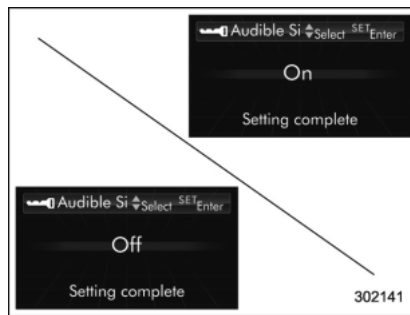 Audible Si Select SET Enter
On
Setting complete
Audible Si Select SET Enter
Off
Setting complete
302141